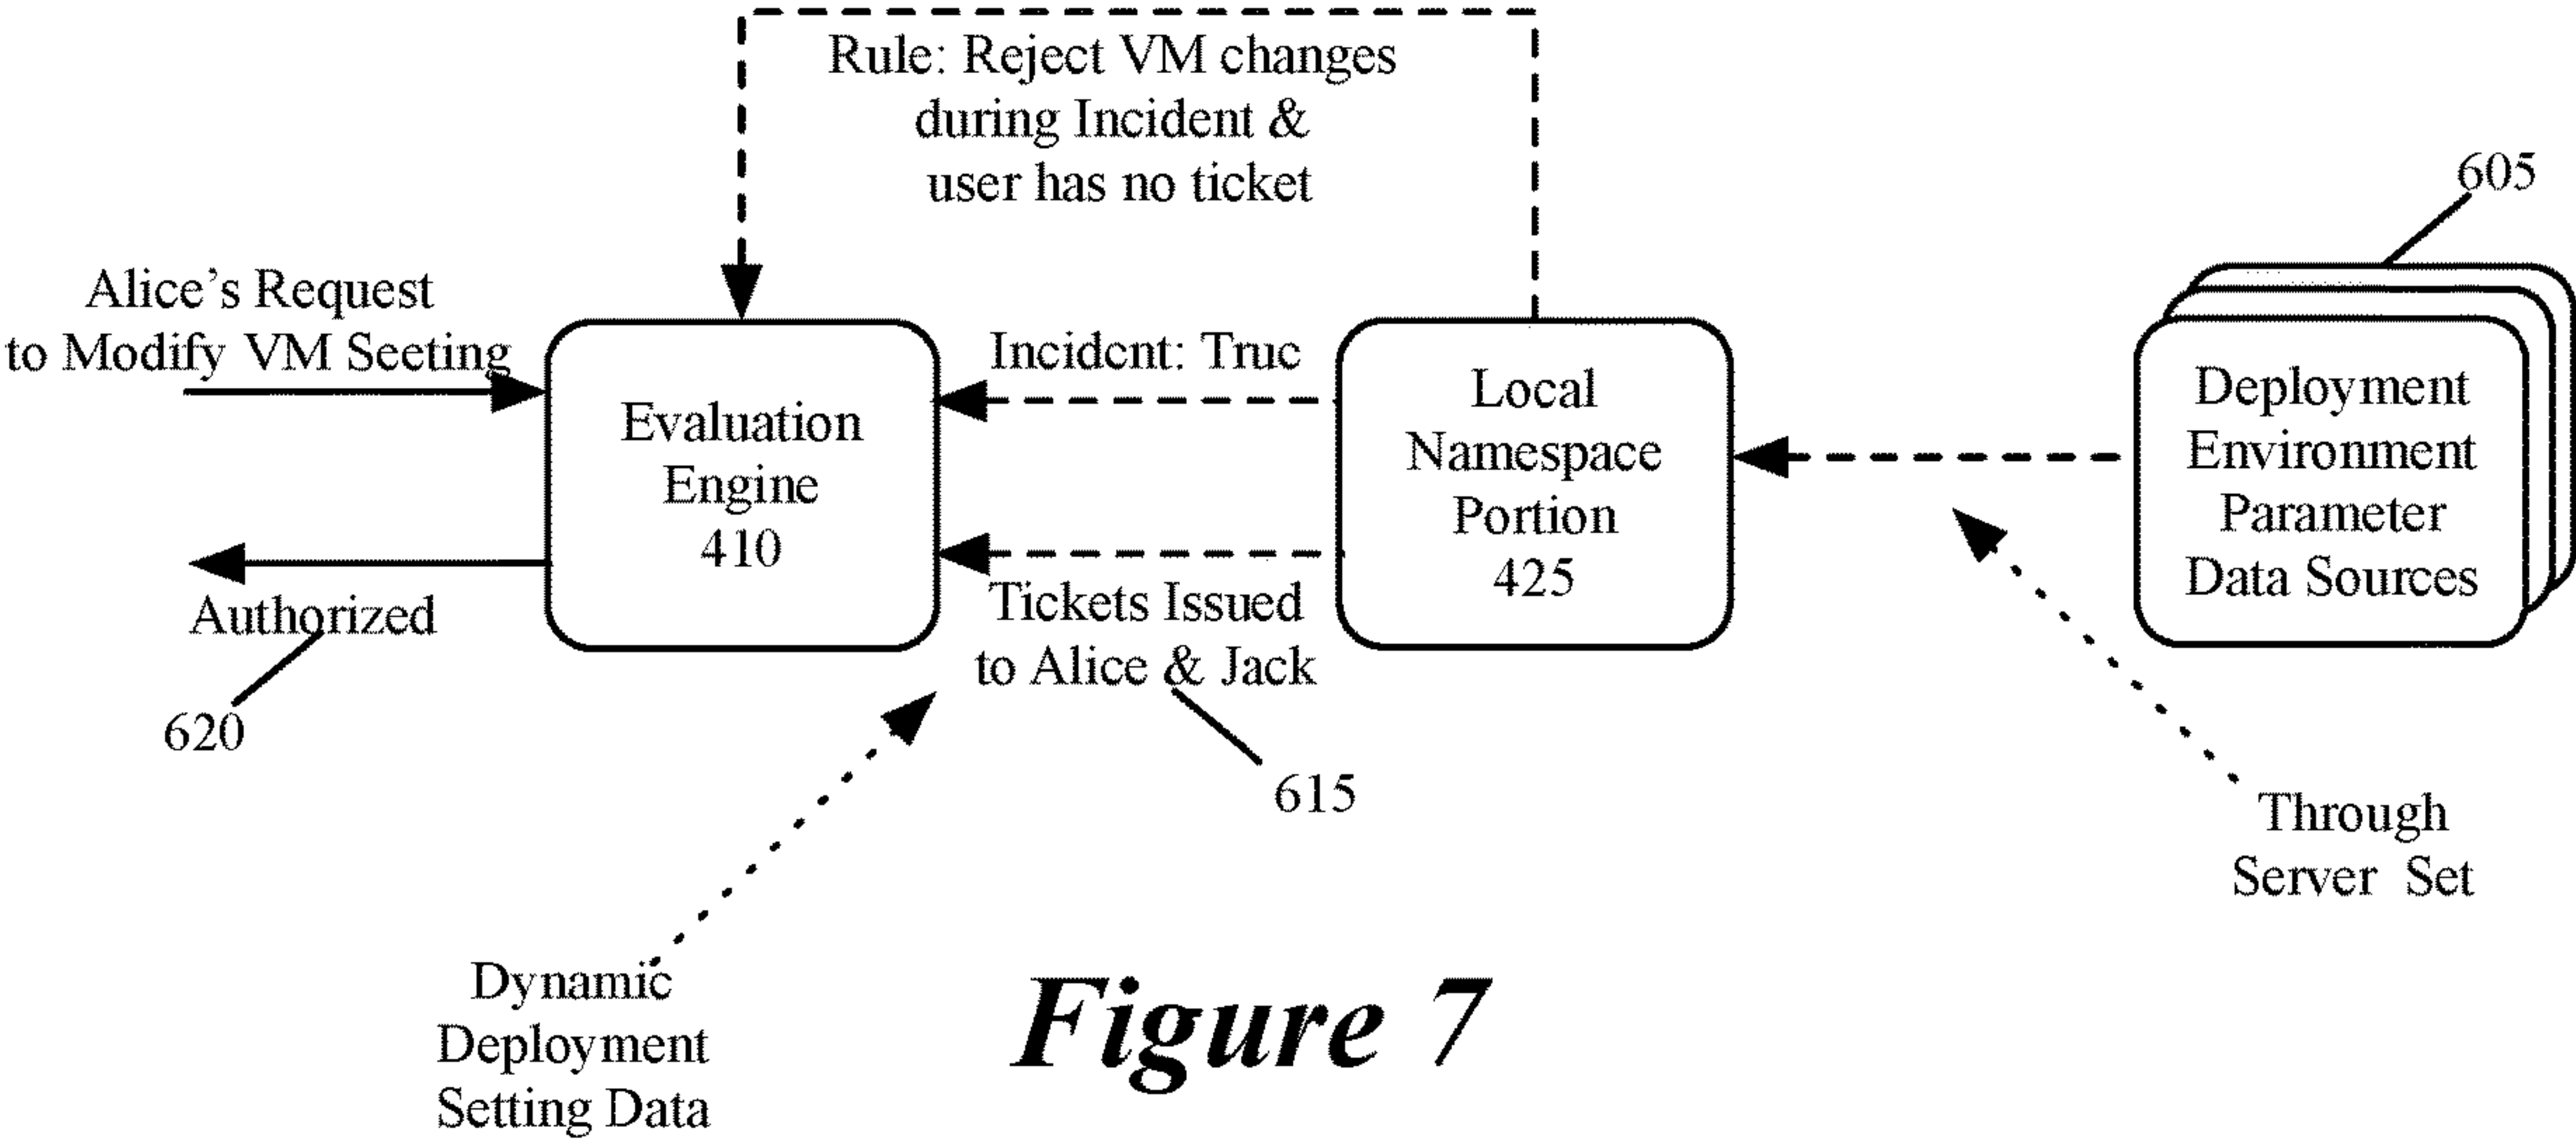 Rule: Reject VM changes
during Incident &
user has no ticket
605
Alice's Request
to Modify VM Seeting
Incident: True
Evaluation
Engine
410
Local
Namespace
Portion
425
Deployment
Environment
Parameter
Data Sources
Authorized
620
Tickets Issued
to Alice & Jack
615
Through
Server Set
Dynamic
Deployment
Setting Data
Figure 7